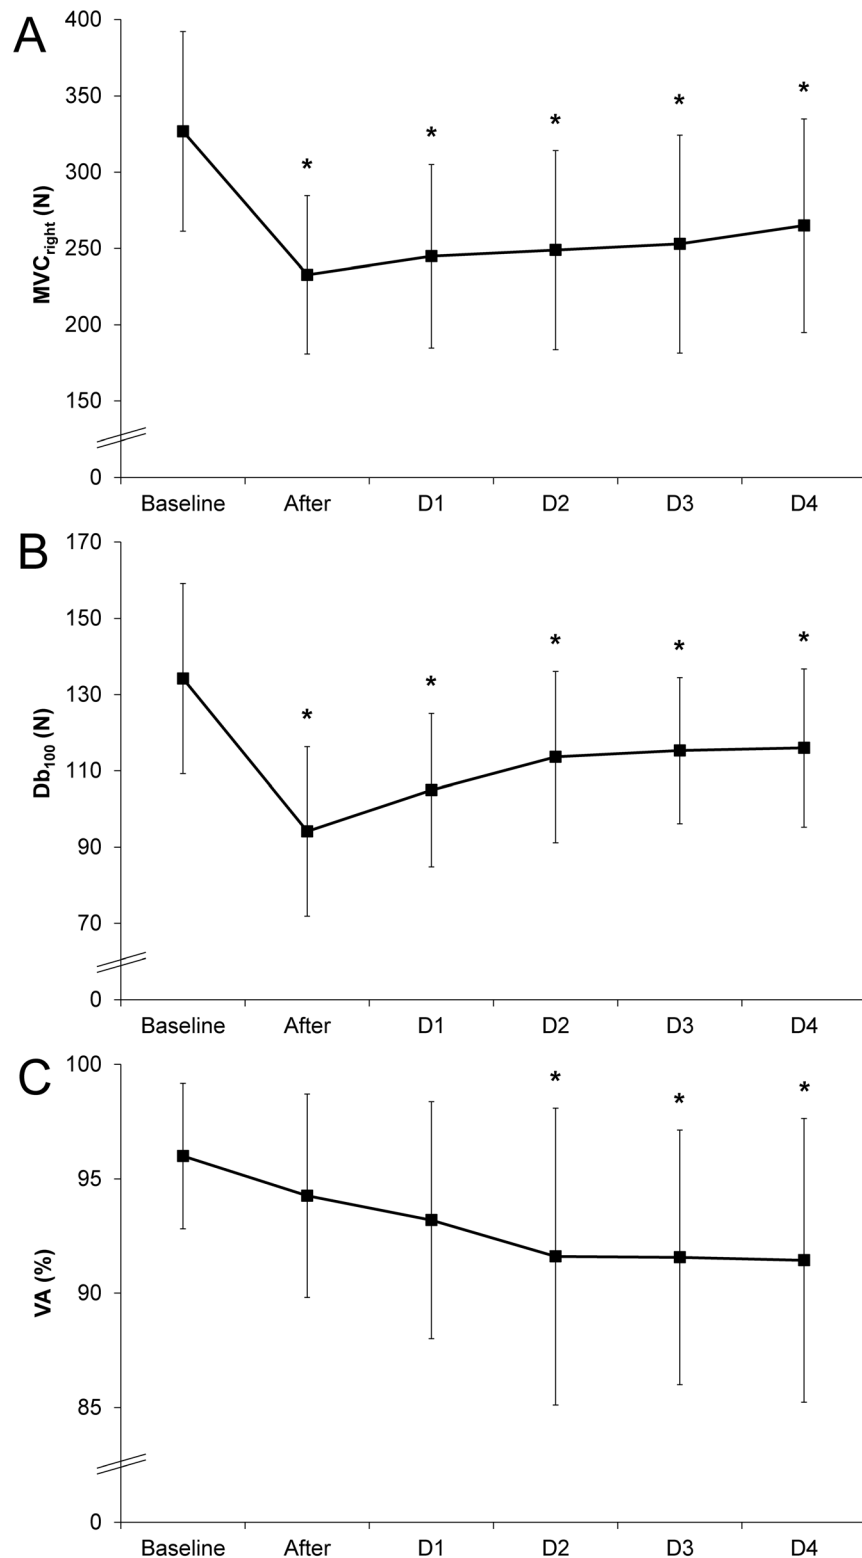 A
400
350
300
250
200
150
0
MVCright (N)
* * * * *
Baseline After D1 D2 D3 D4
B
170
150
130
110
90
70
0
Db100 (N)
* * * * *
Baseline After D1 D2 D3 D4
C
100
95
90
85
0
VA (%)
* * *
Baseline After D1 D2 D3 D4